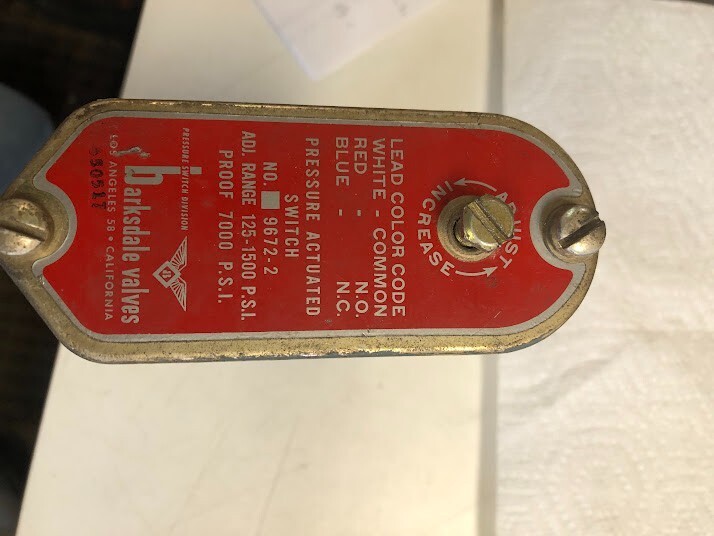 ADJUST
INCREASE
LEAD COLOR CODE
WHITE - COMMON
RED - N.O.
BLUE - N.C.
PRESSURE ACTUATED
SWITCH
NO. 9672-2
ADJ. RANGE 125-1500 P.S.I.
PROOF 7000 P.S.I.
PRESSURE SWITCH DIVISION
barksdale valves
LOS ANGELES 58 • CALIFORNIA